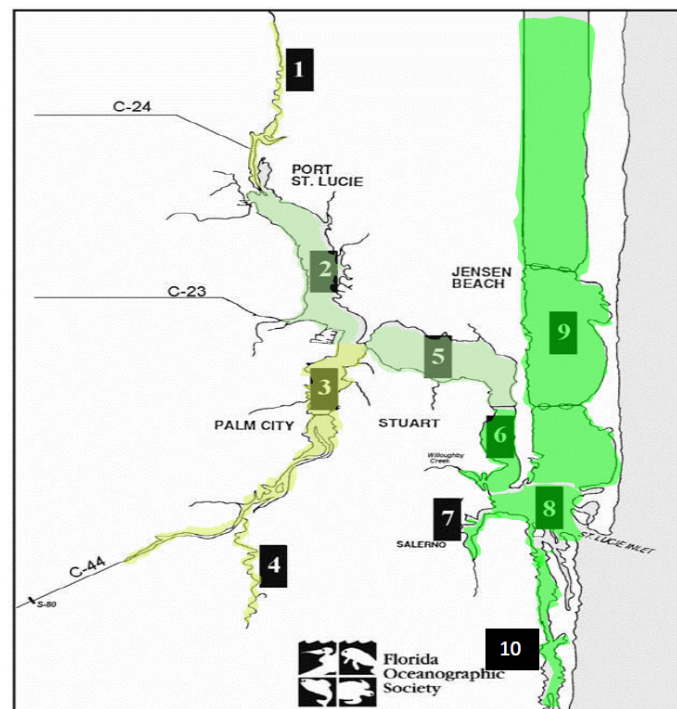 1
C-24
PORT
ST. LUCIE
2
JENSEN
BEACH
C-23
9
5
3
PALM CITY
STUART
6
Willoughby
Creek
7
8
SALERNO
ST. LUCIE INLET
C-44
4
S-80
10
Florida
Oceanographic
Society